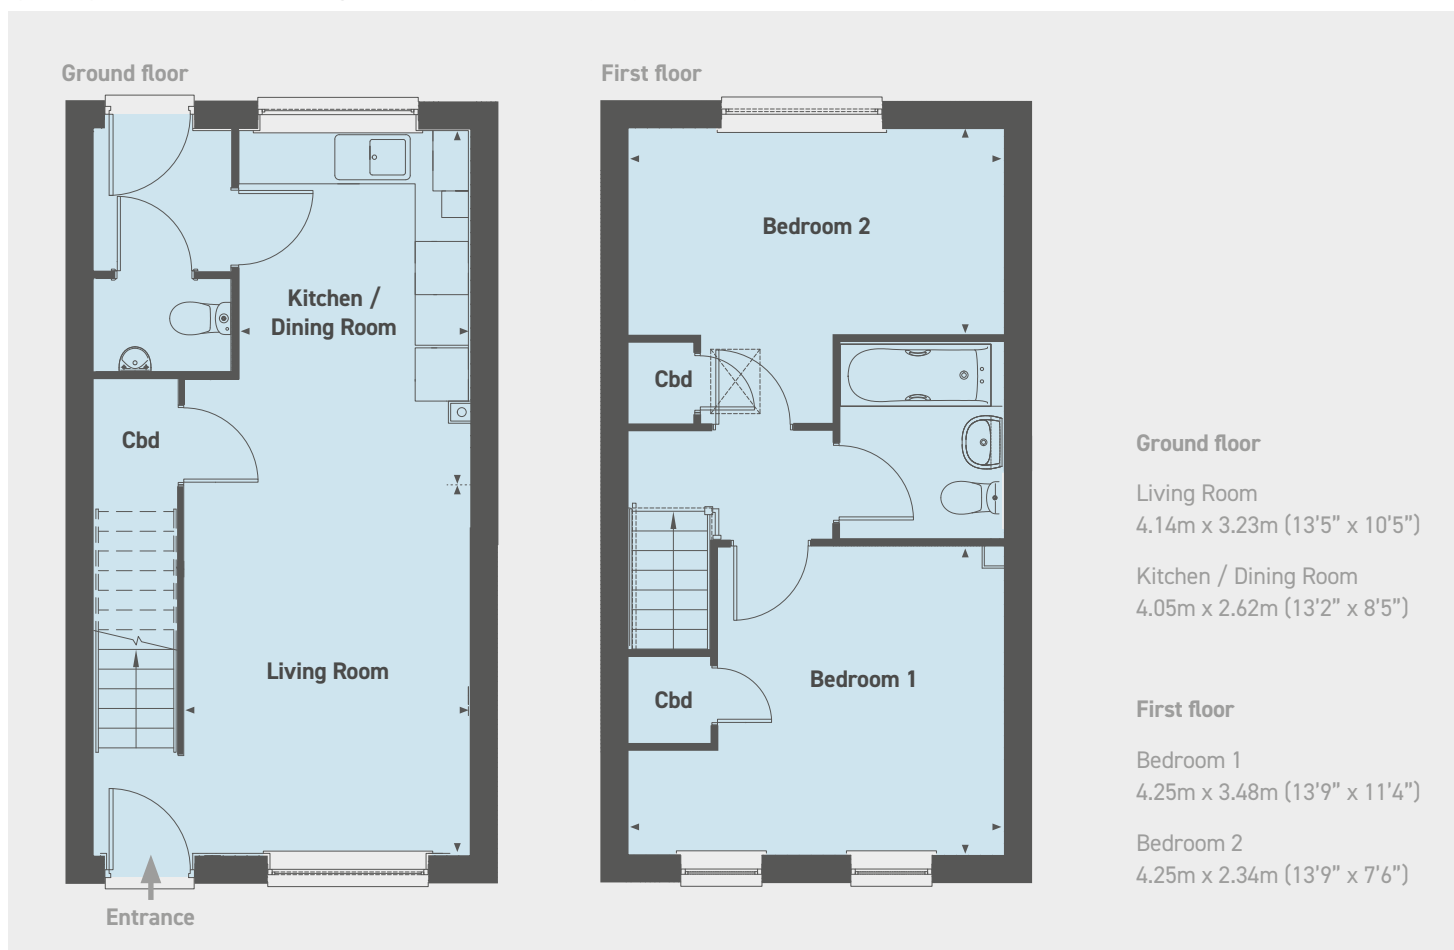 Ground floor
First floor
Kitchen /
Dining Room
Cbd
Living Room
Entrance
Bedroom 2
Cbd
Bedroom 1
Cbd
Ground floor
Living Room
4.14m x 3.23m (13’5” x 10’5”)
Kitchen / Dining Room
4.05m x 2.62m (13’2” x 8’5”)
First floor
Bedroom 1
4.25m x 3.48m (13’9” x 11’4”)
Bedroom 2
4.25m x 2.34m (13’9” x 7’6”)